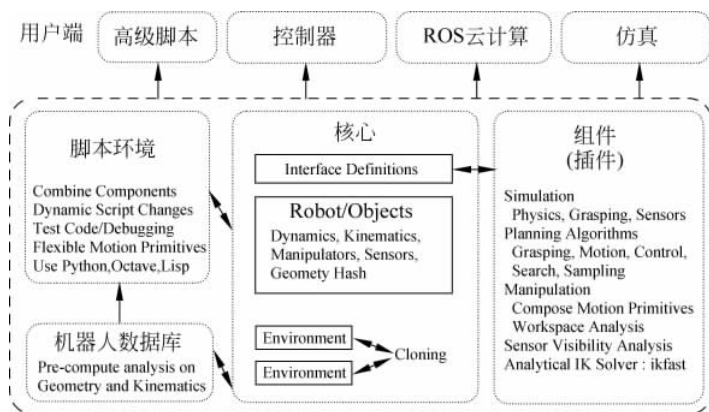 用户端
高级脚本
控制器
ROS云计算
仿真
脚本环境
Combine Components
Dynamic Script Changes
Test Code/Debugging
Flexible Motion Primitives
Use Python,Octave,Lisp
机器人数据库
Pre-compute analysis on
Geometry and Kinematics
核心
Interface Definitions
Robot/Objects
Dynamics, Kinematics,
Manipulators, Sensors,
Geomety Hash
Environment
Cloning
Environment
组件
(插件)
Simulation
Physics, Grasping, Sensors
Planning Algorithms
Grasping, Motion, Control,
Search, Sampling
Manipulation
Compose Motion Primitives
Workspace Analysis
Sensor Visibility Analysis
Analytical IK Solver : ikfast